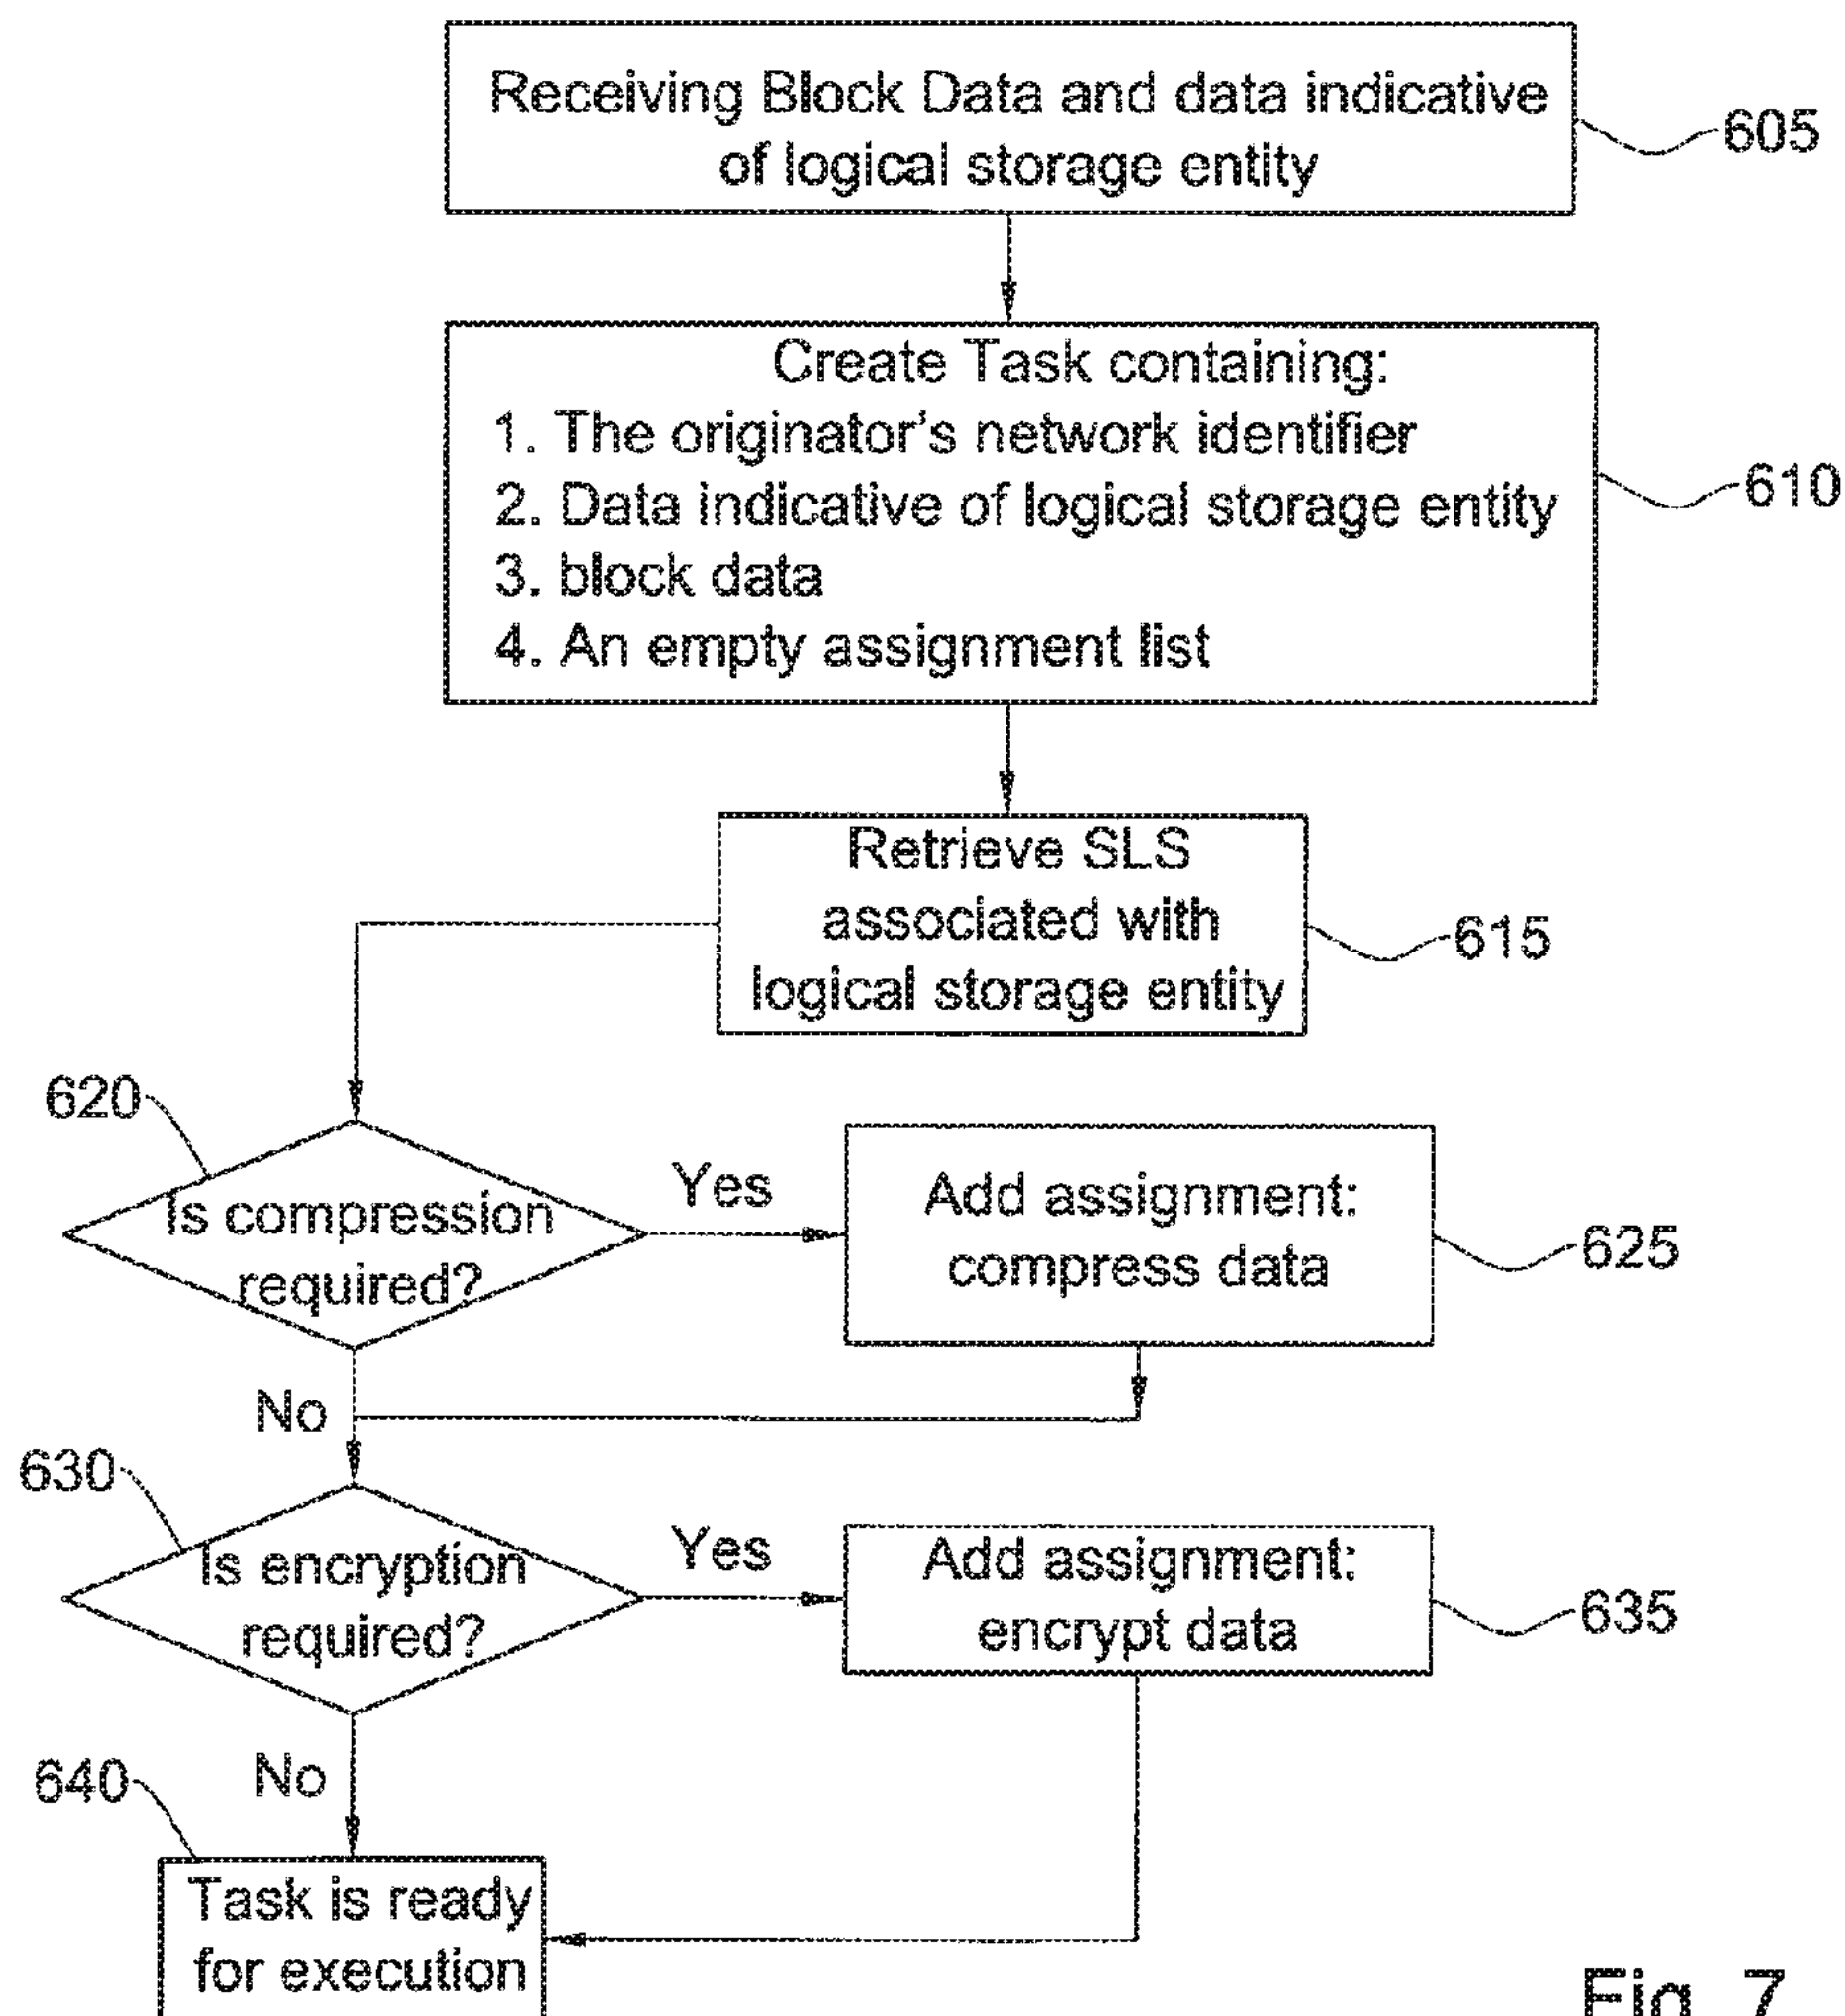 Receiving Block Data and data indicative
of logical storage entity
605
Create Task containing:
1. The originator's network identifier
2. Data indicative of logical storage entity
3. block data
4. An empty assignment list
610
Retrieve SLS
associated with
logical storage entity
615
620
Is compression
required?
Yes
Add assignment:
compress data
625
No
630
Is encryption
required?
Yes
Add assignment:
encrypt data
635
No
640
Task is ready
for execution
Fig. 7